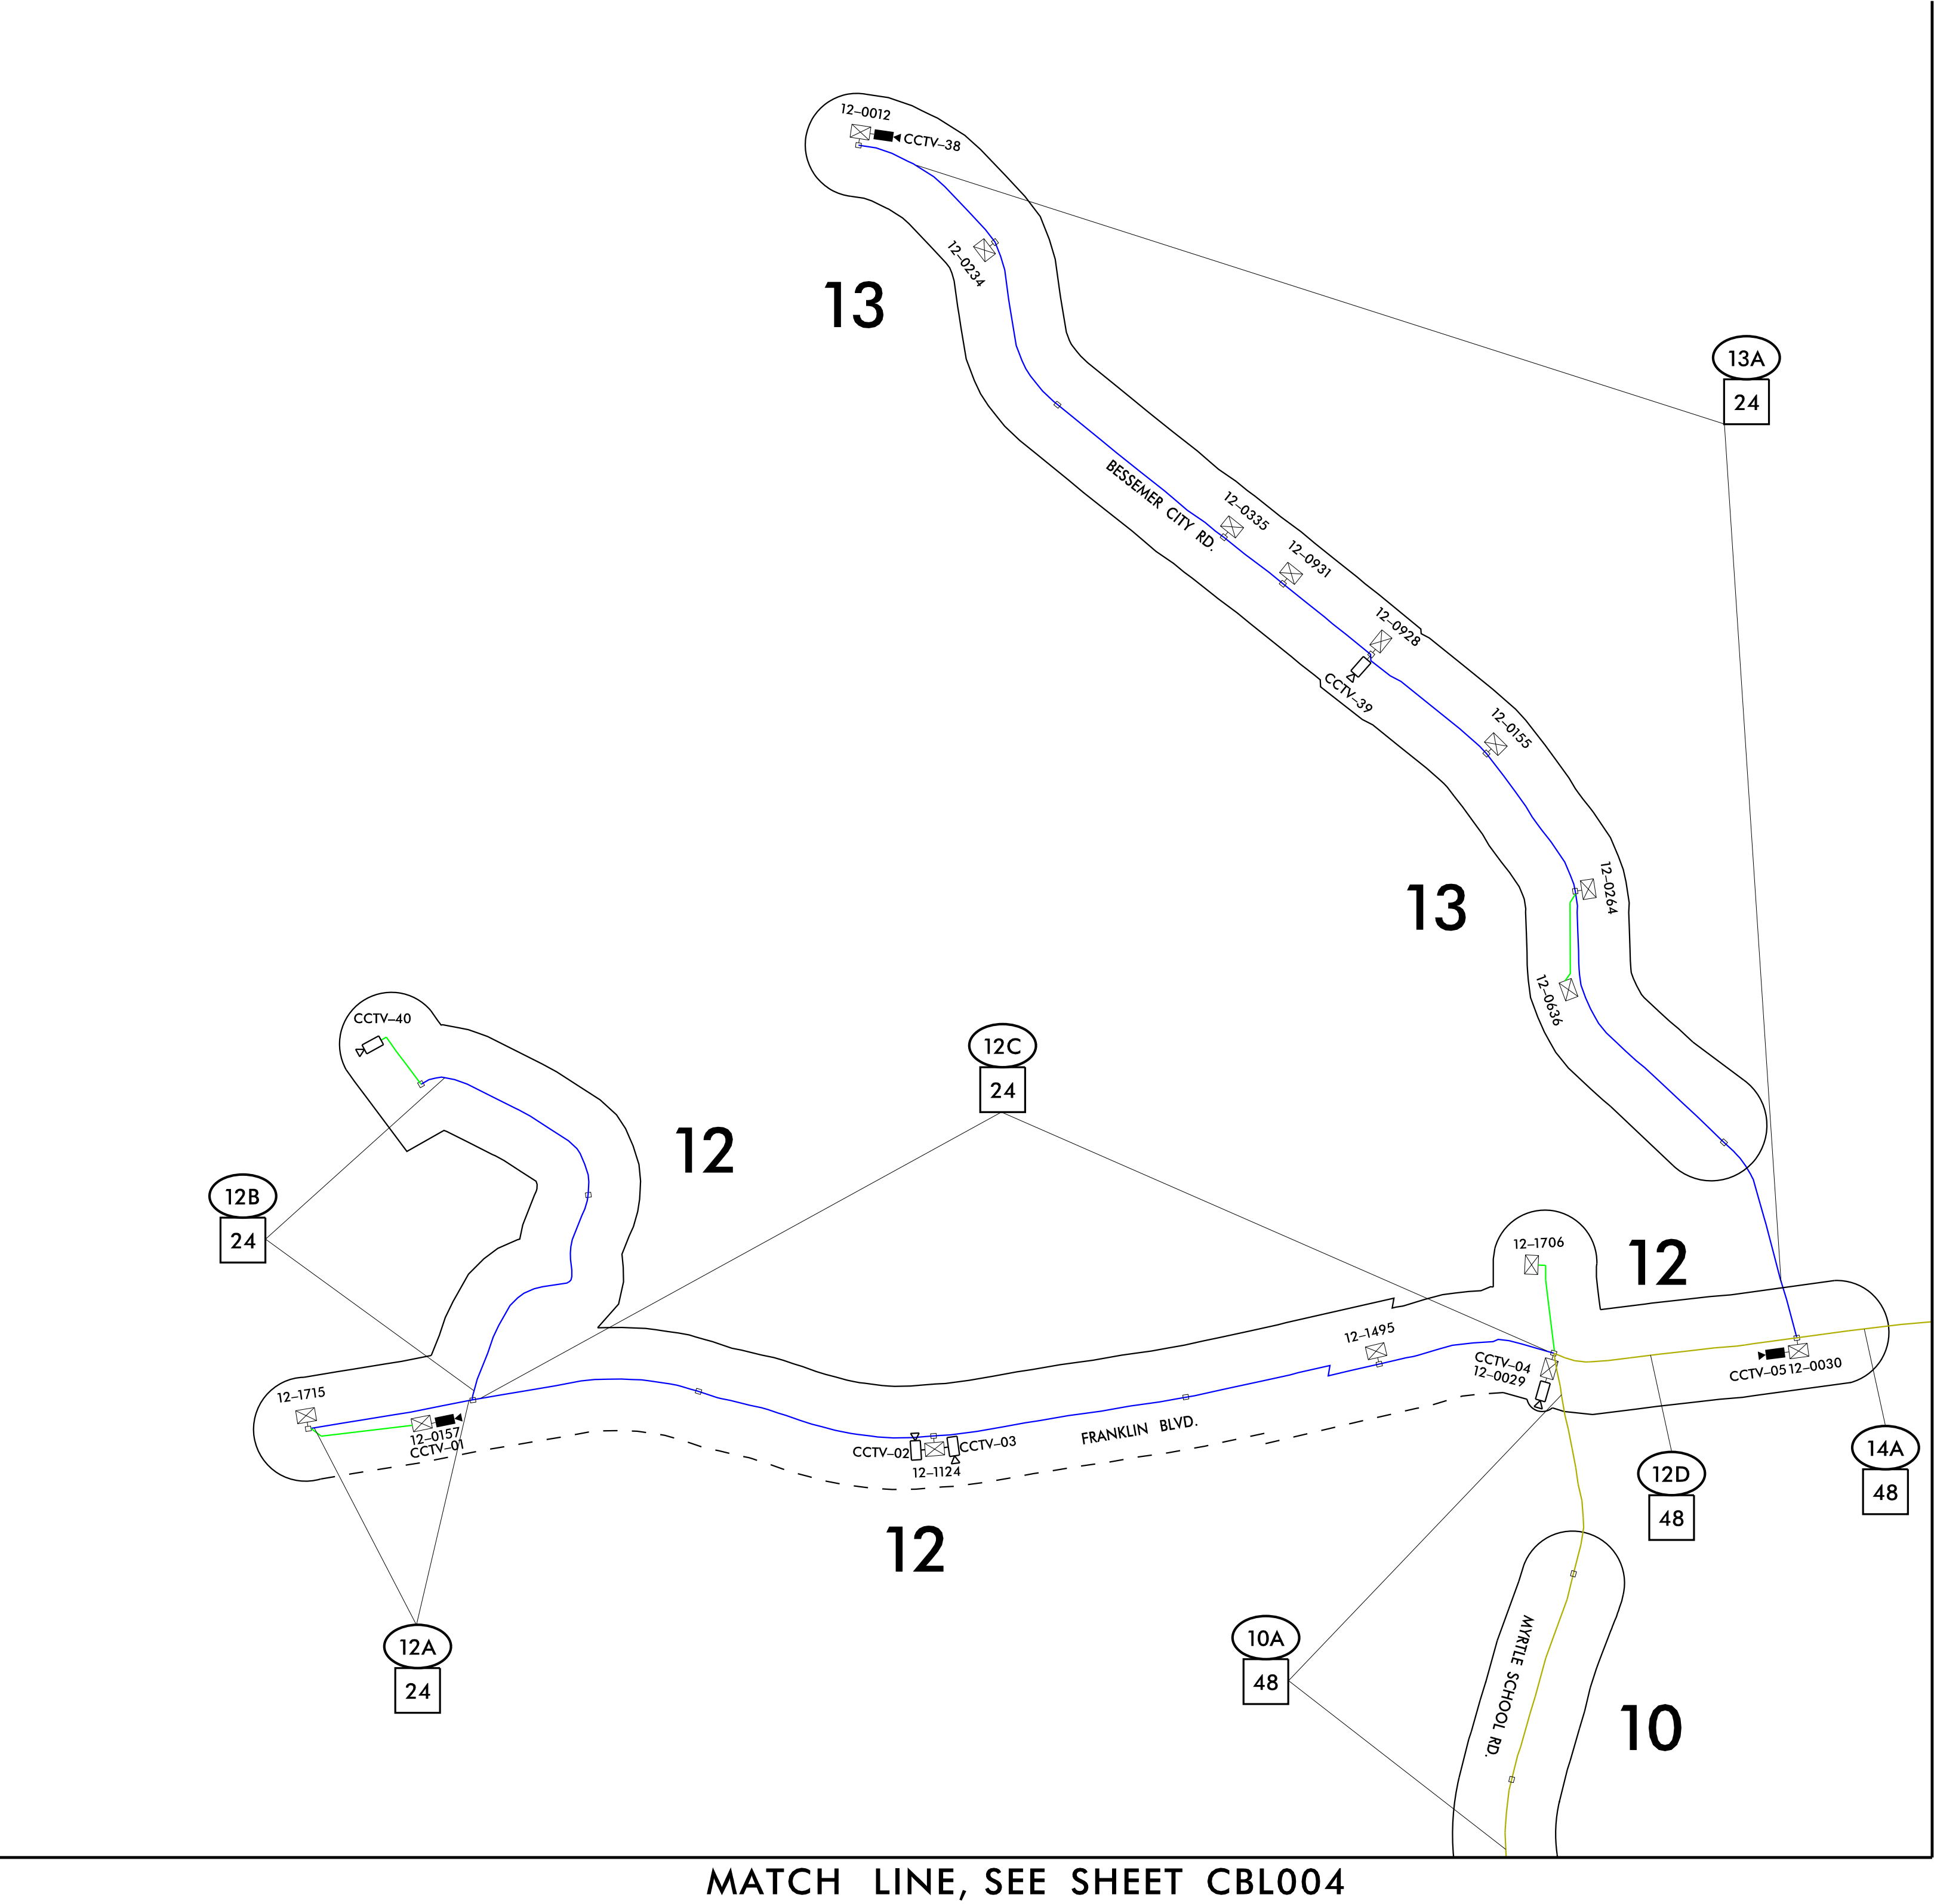 12-0012
CCTV-38
12-0234
13
13A
24
BESSEMER CITY RD.
12-0335
12-0931
12-0928
CCTV-39
12-0155
12-0264
13
12-0636
CCTV-40
12C
24
12
12B
24
12-1706
12
12-1495
CCTV-04
12-0029
CCTV-05 12-0030
12-1715
12-0157
CCTV-01
CCTV-02
CCTV-03
12-1124
FRANKLIN BLVD.
14A
48
12D
48
12
12A
24
10A
48
MYRTLE SCHOOL RD.
10
MATCH LINE, SEE SHEET CBL004